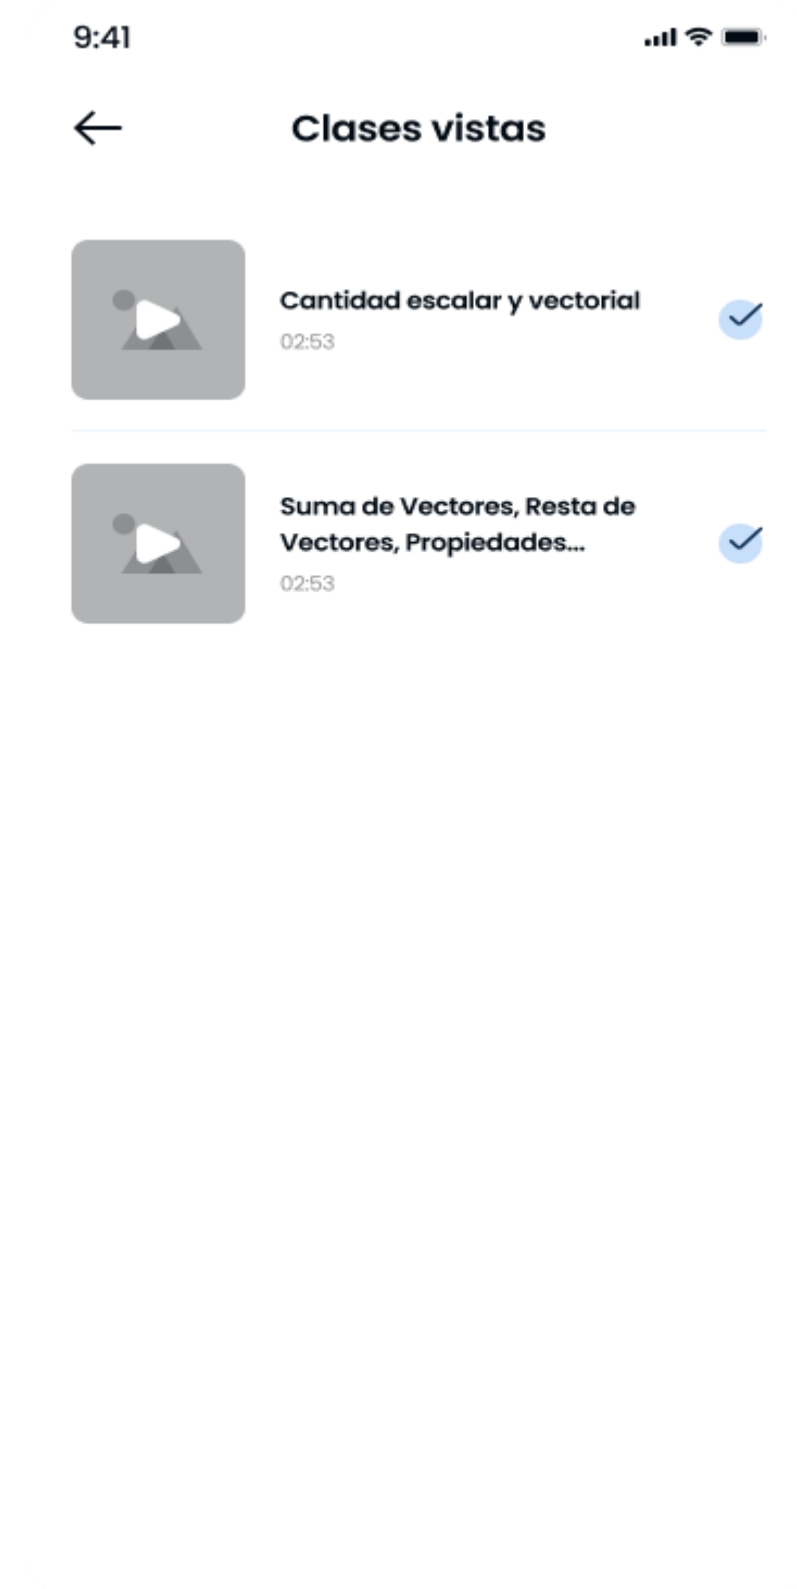 9:41
Clases vistas
Cantidad escalar y vectorial
02:53
Suma de Vectores, Resta de
Vectores, Propiedades...
02:53